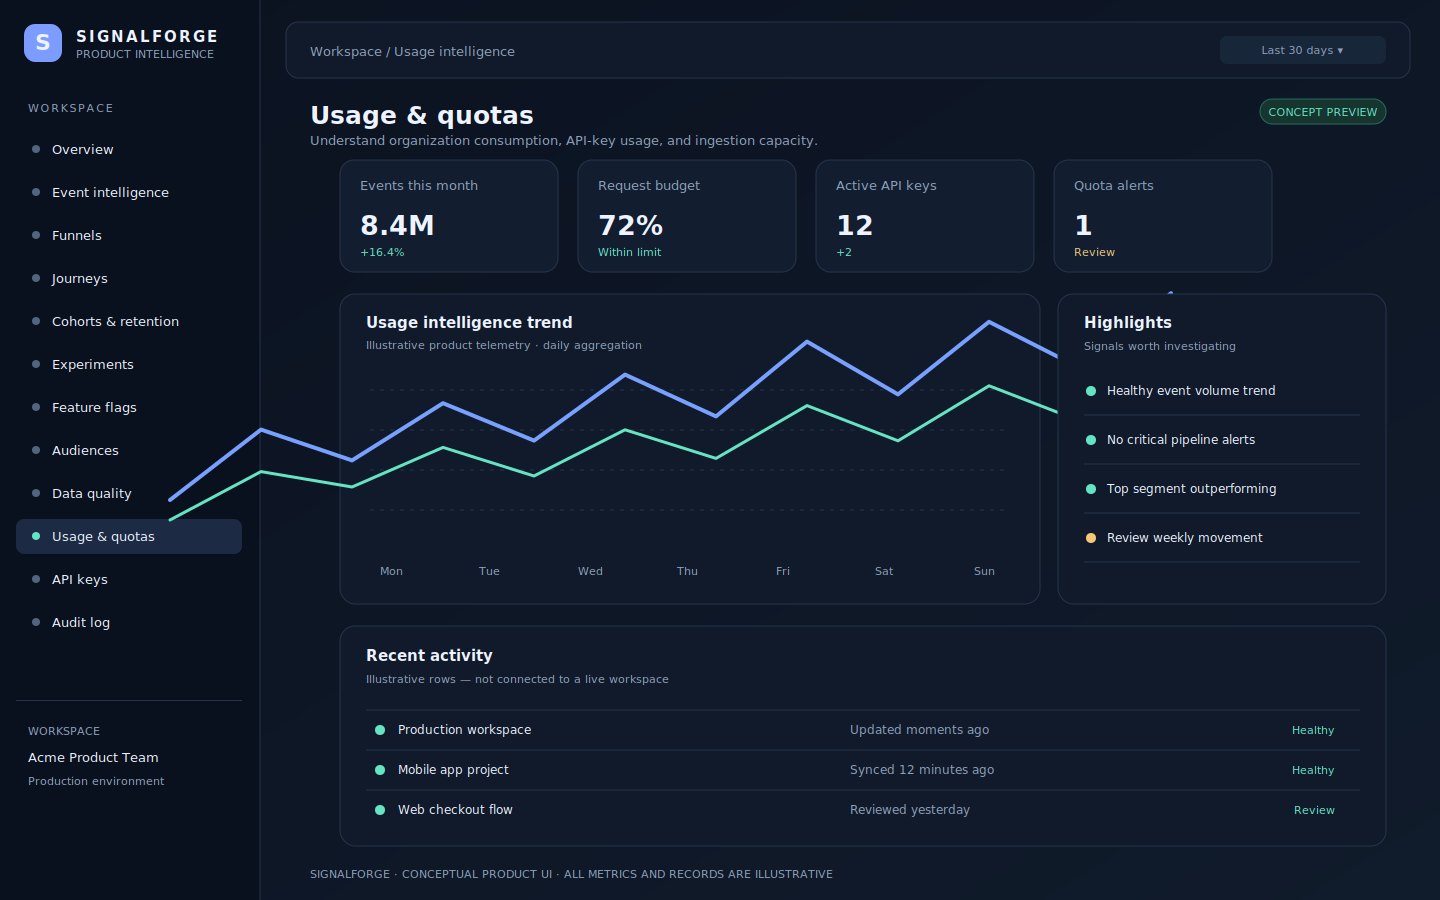 S
SIGNALFORGE
PRODUCT INTELLIGENCE
WORKSPACE
Overview
Event intelligence
Funnels
Journeys
Cohorts & retention
Experiments
Feature flags
Audiences
Data quality
Usage & quotas
API keys
Audit log
WORKSPACE
Acme Product Team
Production environment
Workspace / Usage intelligence
Last 30 days ▾
Usage & quotas
CONCEPT PREVIEW
Understand organization consumption, API-key usage, and ingestion capacity.
Events this month
8.4M
+16.4%
Request budget
72%
Within limit
Active API keys
12
+2
Quota alerts
1
Review
Usage intelligence trend
Illustrative product telemetry · daily aggregation
Mon Tue Wed Thu Fri Sat Sun
Highlights
Signals worth investigating
Healthy event volume trend
No critical pipeline alerts
Top segment outperforming
Review weekly movement
Recent activity
Illustrative rows — not connected to a live workspace
Production workspace Updated moments ago Healthy
Mobile app project Synced 12 minutes ago Healthy
Web checkout flow Reviewed yesterday Review
SIGNALFORGE · CONCEPTUAL PRODUCT UI · ALL METRICS AND RECORDS ARE ILLUSTRATIVE